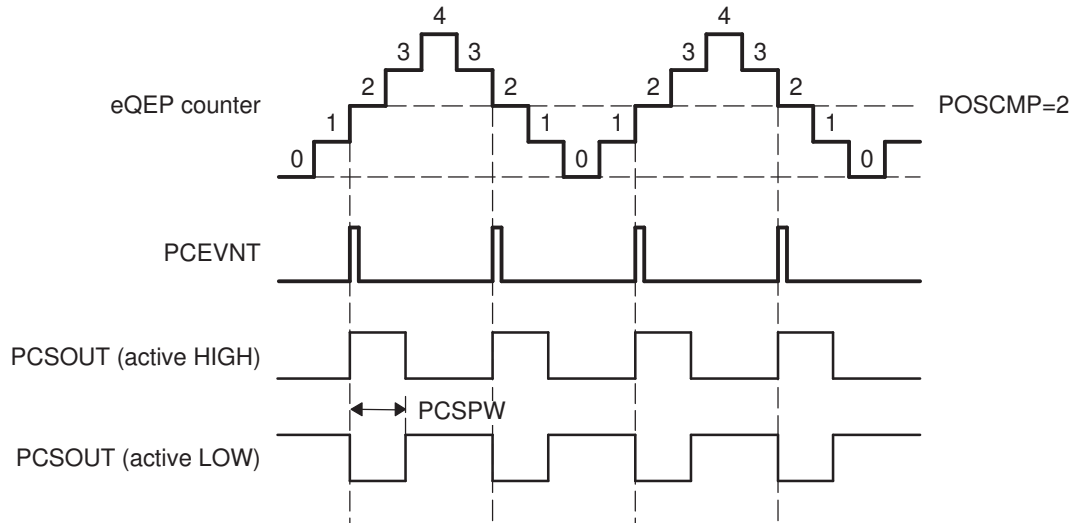 4 4
3 3 3 3
2 2 2 2
eQEP counter POSCMP=2
1 1 1 1
0 0 0
PCEVNT
PCSOUT (active HIGH)
PCSPW
PCSOUT (active LOW)